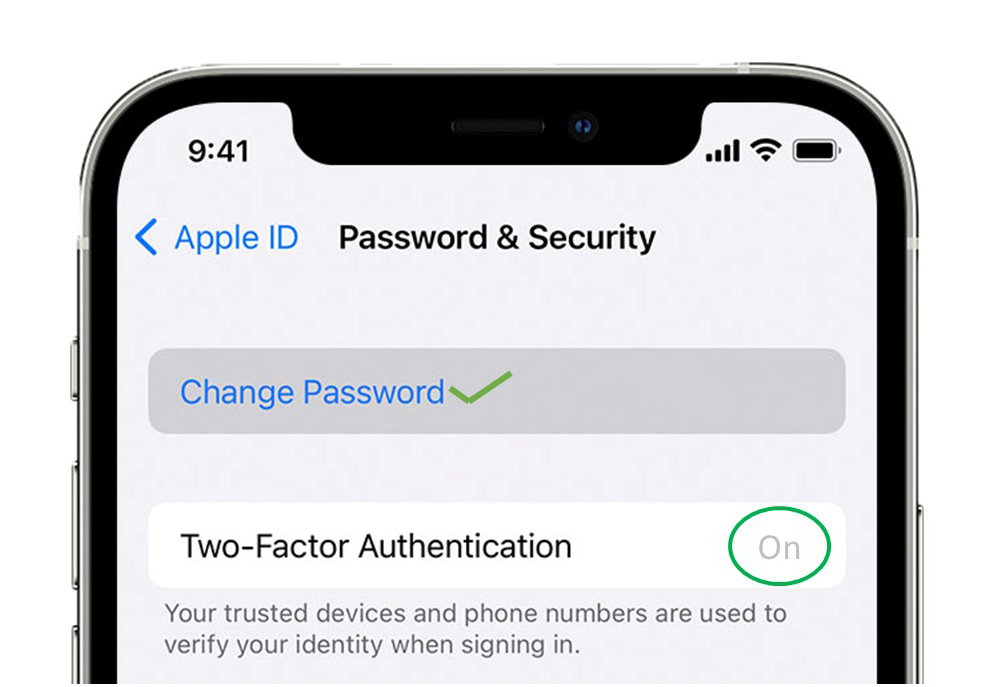 9:41
Apple ID Password & Security
Change Password
Two-Factor Authentication On
Your trusted devices and phone numbers are used to
verify your identity when signing in.